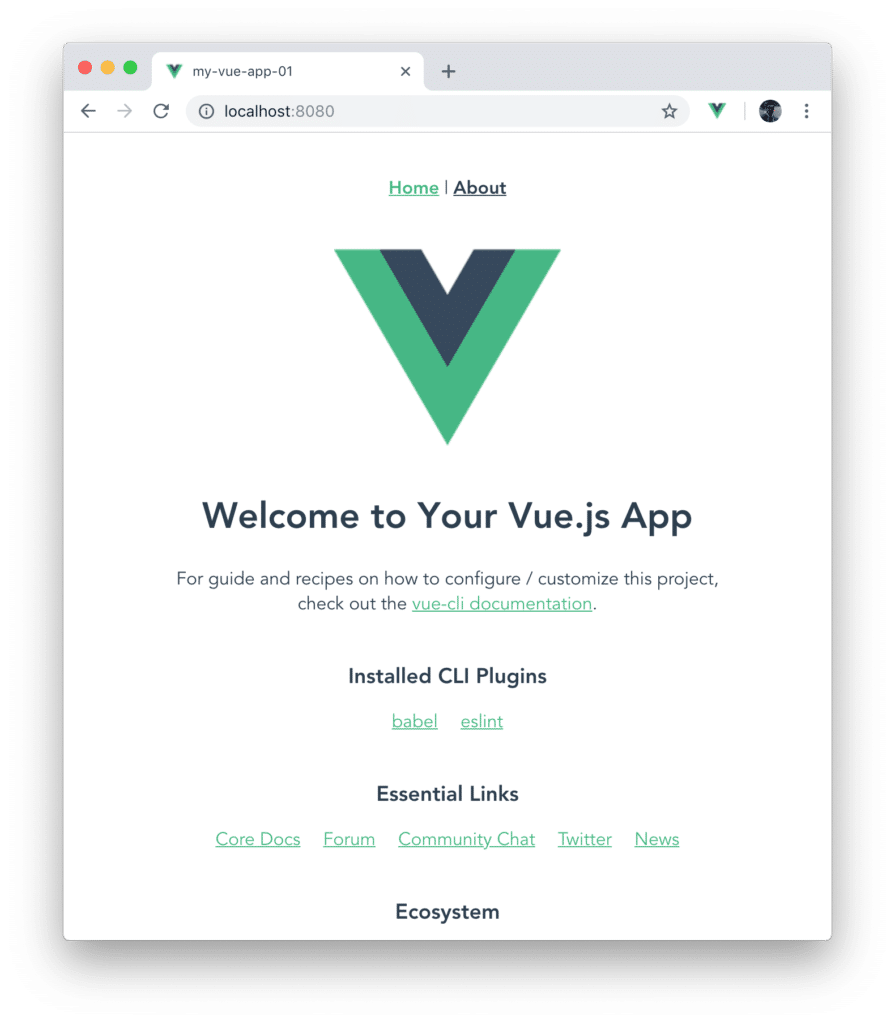 my-vue-app-01
localhost:8080
Home | About
Welcome to Your Vue.js App
For guide and recipes on how to configure / customize this project,
check out the vue-cli documentation.
Installed CLI Plugins
babel eslint
Essential Links
Core Docs Forum Community Chat Twitter News
Ecosystem